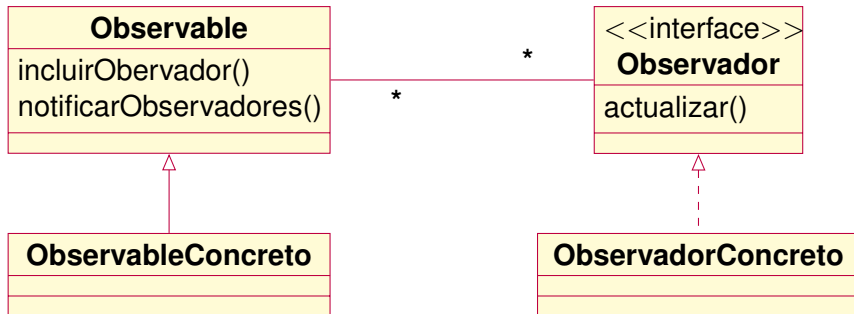 Observable
incluirObervador()
notificarObservadores()
*
*
<<interface>>
Observador
actualizar()
ObservableConcreto
ObservadorConcreto